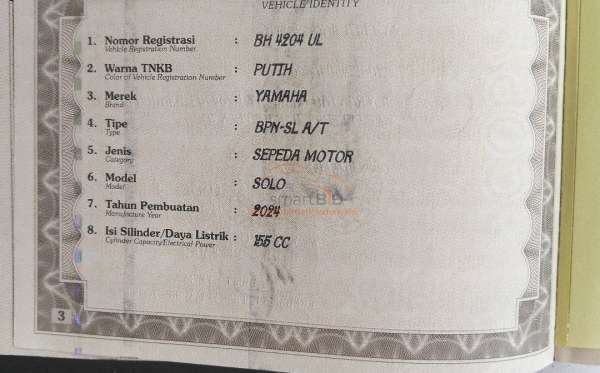 VEHICLE IDENTITY
1. Nomor Registrasi : BH 4204 UL
Vehicle Registration Number
2. Warna TNKB : PUTIH
Color of Vehicle Registration Number
3. Merek : YAMAHA
Brand
4. Tipe : BPN-SL A/T
Type
5. Jenis : SEPEDA MOTOR
Category
6. Model : SOLO
Model
smartBID
7. Tahun Pembuatan : 2024
Manufacture Year
8. Isi Silinder/Daya Listrik : 155 CC
Cylinder Capacity/Electrical Power
3